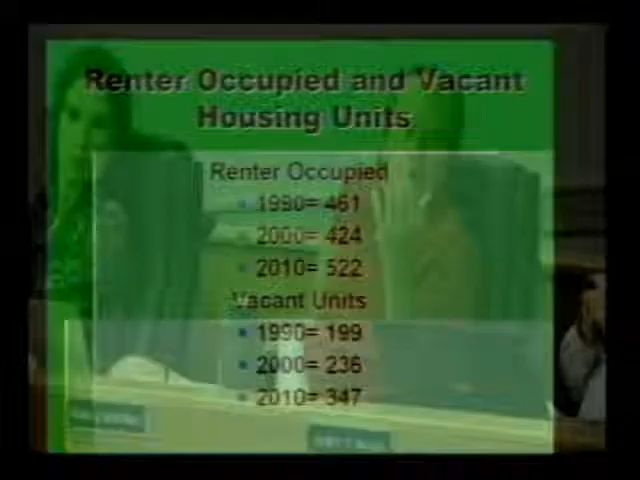 Renter Occupied and Vacant
Housing Units
Renter Occupied
1990= 461
2000= 424
2010= 522
Vacant Units
1990= 199
2000= 236
2010= 347